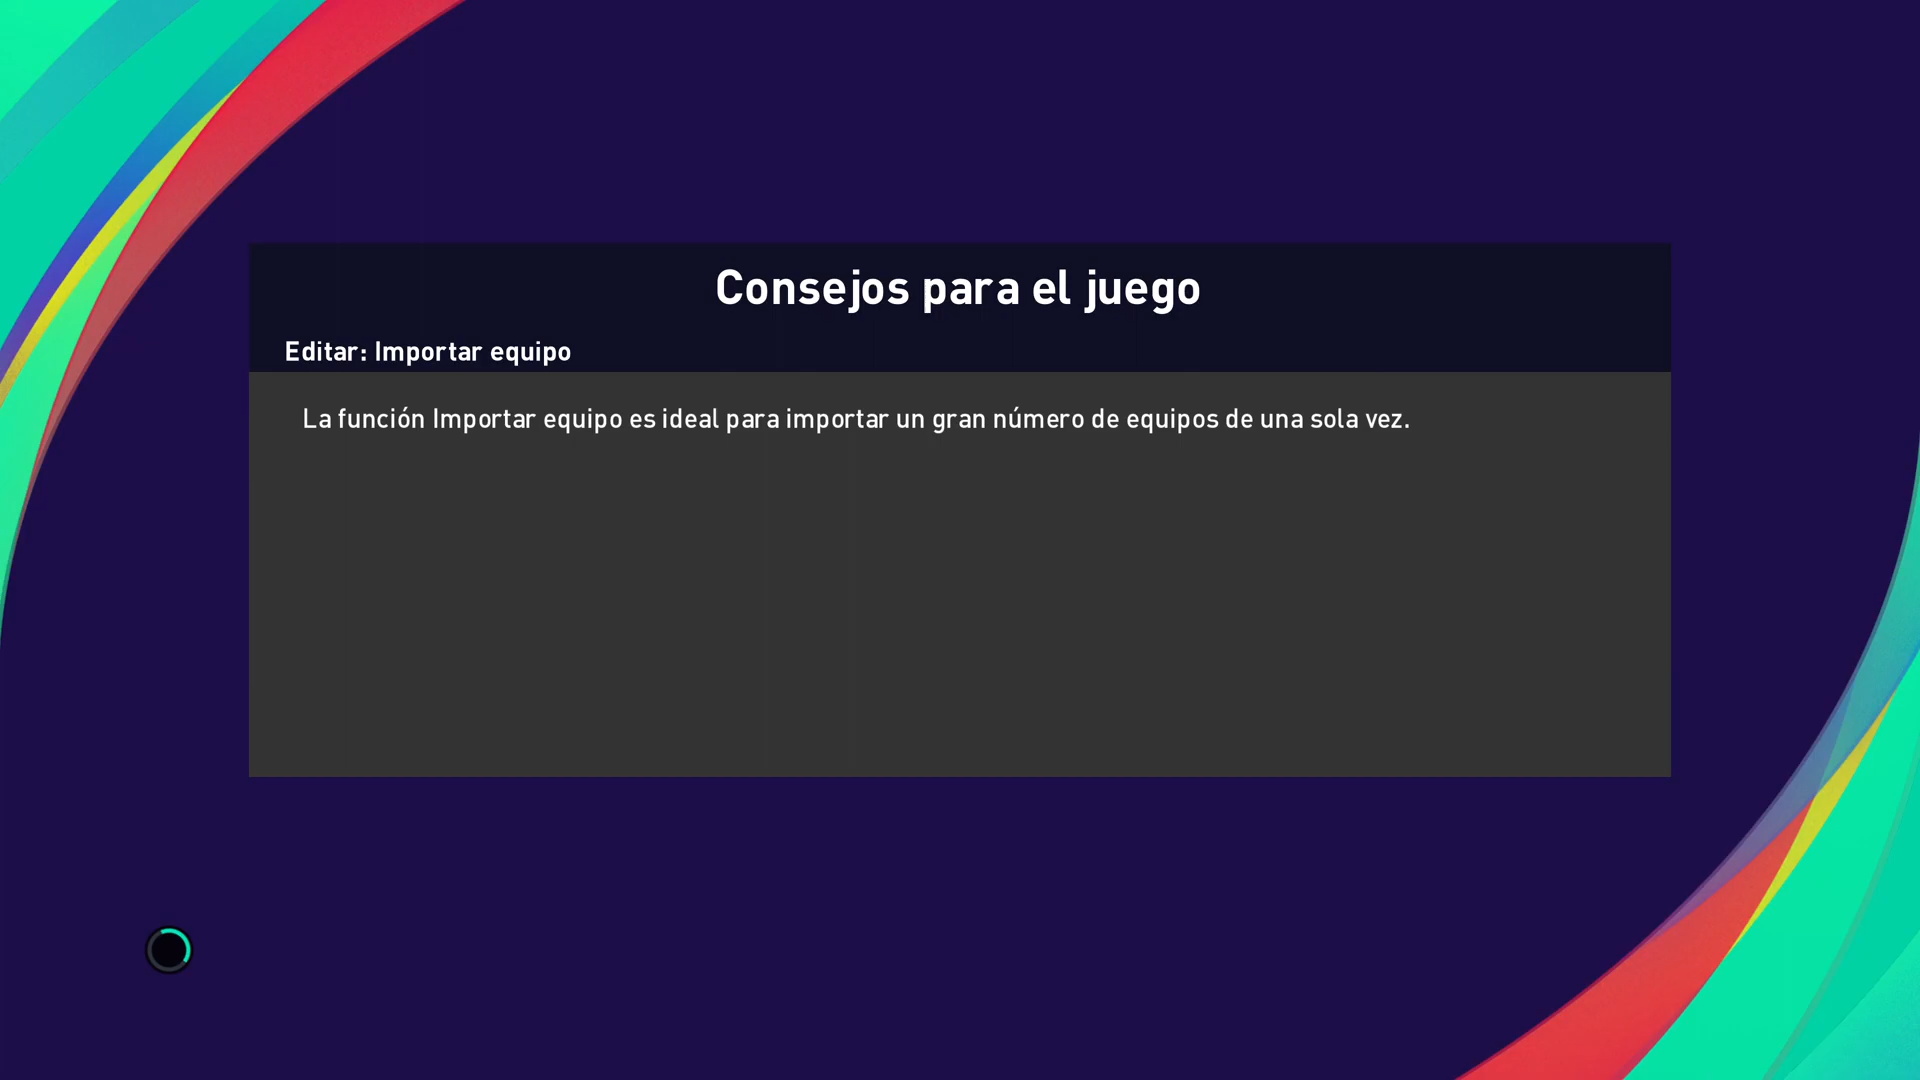 Consejos para el juego
Editar: Importar equipo
La función Importar equipo es ideal para importar un gran número de equipos de una sola vez.